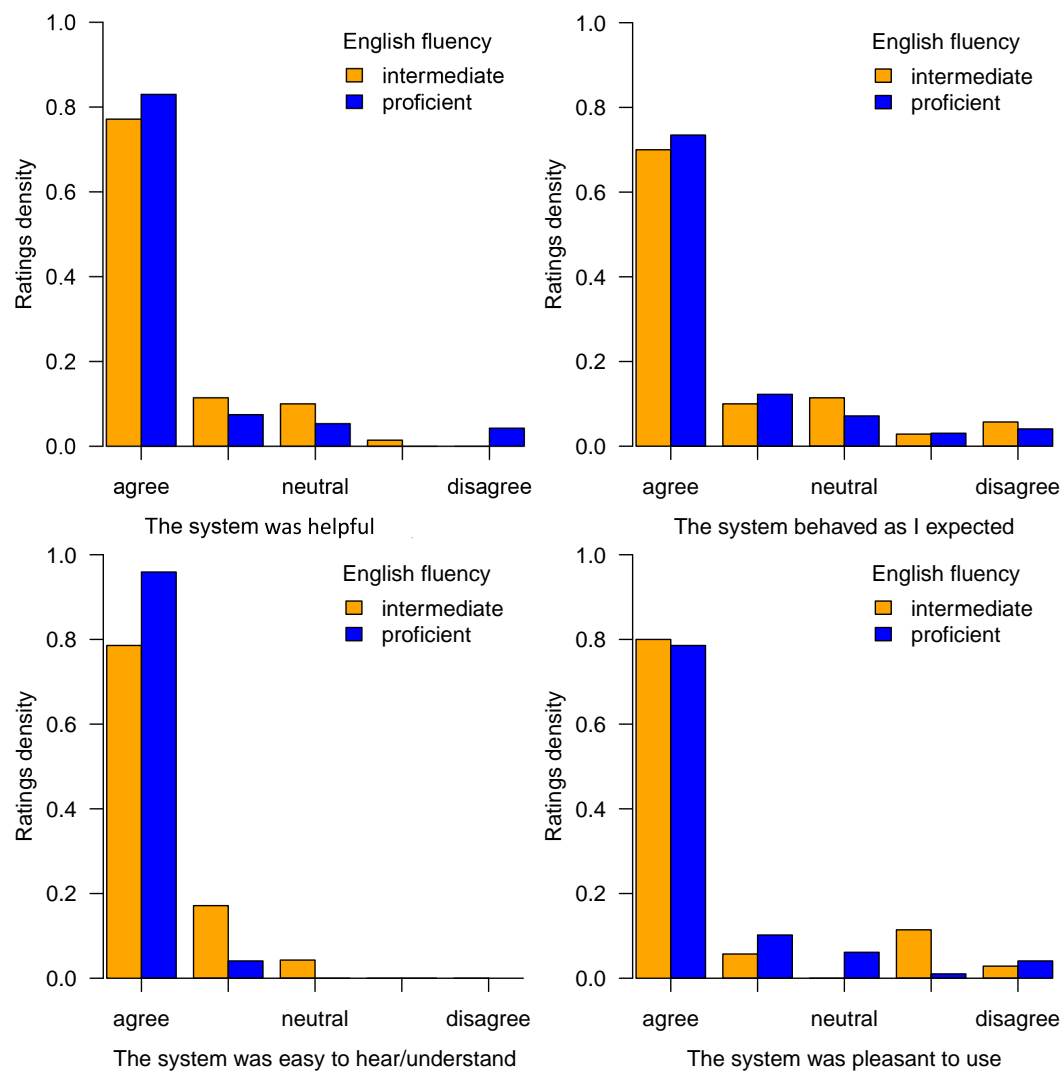 1.0
0.8
0.6
0.4
0.2
0.0
Ratings density
English fluency
intermediate
proficient
agree
neutral
disagree
The system was helpful
1.0
0.8
0.6
0.4
0.2
0.0
Ratings density
English fluency
intermediate
proficient
agree
neutral
disagree
The system behaved as I expected
1.0
0.8
0.6
0.4
0.2
0.0
Ratings density
English fluency
intermediate
proficient
agree
neutral
disagree
The system was easy to hear/understand
1.0
0.8
0.6
0.4
0.2
0.0
Ratings density
English fluency
intermediate
proficient
agree
neutral
disagree
The system was pleasant to use